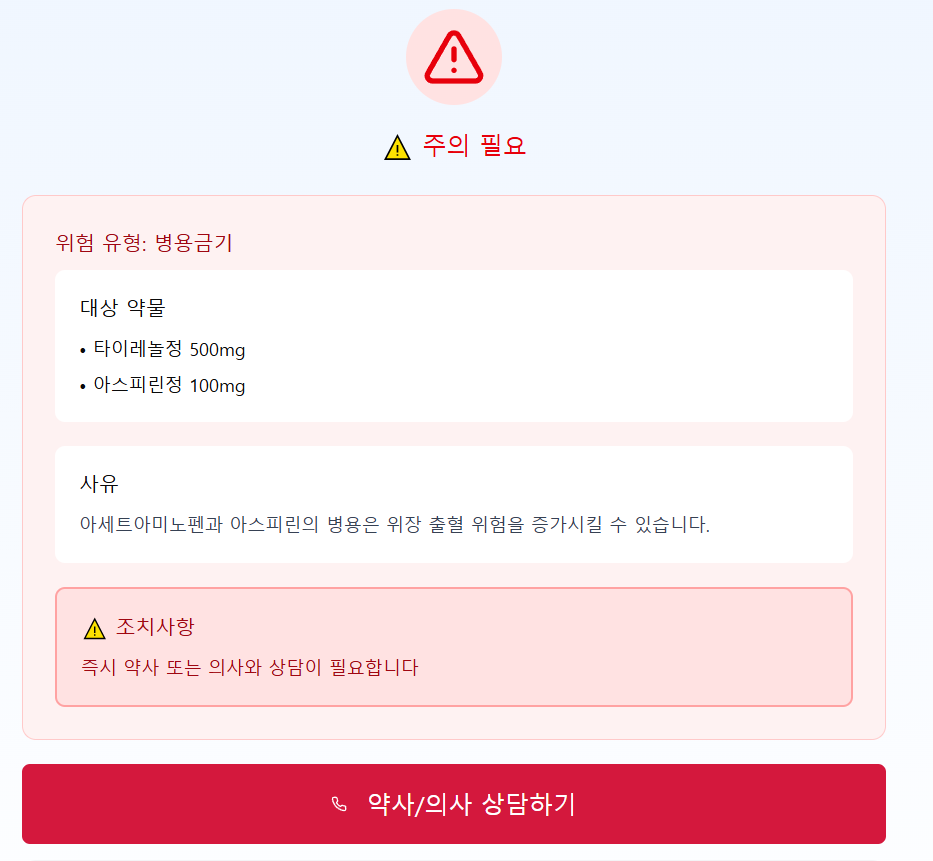 ⚠ 주의 필요
위험 유형: 병용금기
대상 약물
• 타이레놀정 500mg
• 아스피린정 100mg
사유
아세트아미노펜과 아스피린의 병용은 위장 출혈 위험을 증가시킬 수 있습니다.
⚠ 조치사항
즉시 약사 또는 의사와 상담이 필요합니다
약사/의사 상담하기